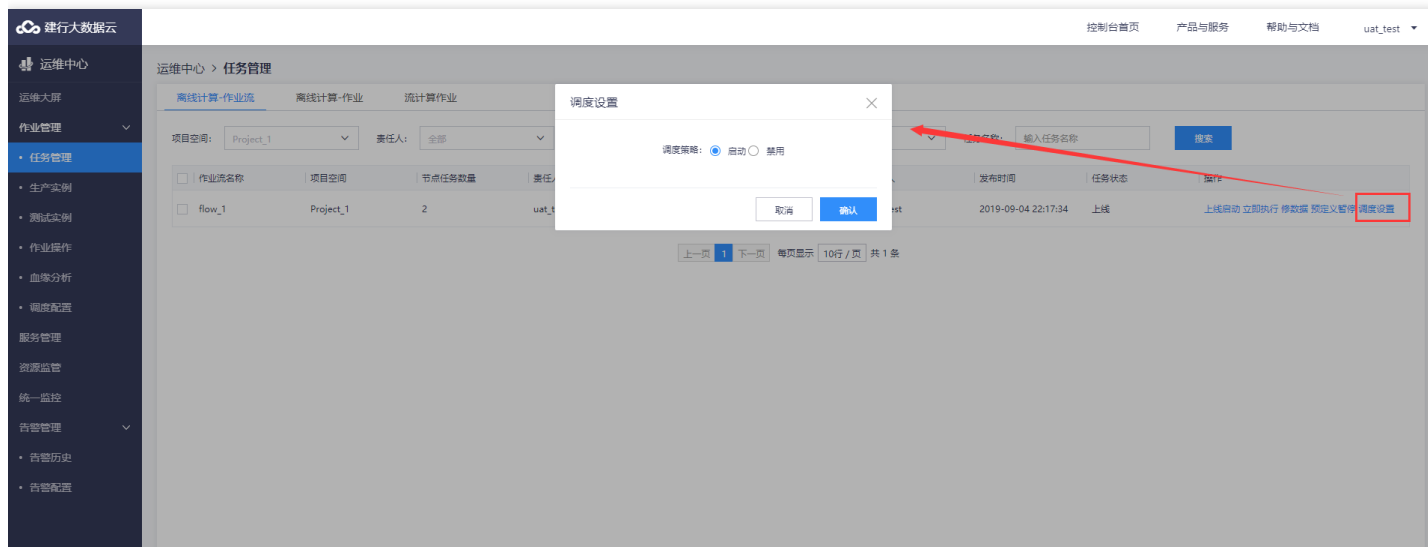 建行大数据云
控制台首页 产品与服务 帮助与文档 uat_test
运维中心
运维中心 > 任务管理
运维大屏
作业管理
• 任务管理
• 生产实例
• 测试实例
• 作业操作
• 血缘分析
• 调度配置
服务管理
资源监管
统一监控
告警管理
• 告警历史
• 告警配置
离线计算-作业流 离线计算-作业 流计算作业
项目空间: Project_1 责任人: 全部 任务名称: 输入任务名称 搜索
作业流名称 项目空间 节点任务数量 责任 发布时间 任务状态 操作
flow_1 Project_1 2 uat_t est 2019-09-04 22:17:34 上线 上线启动 立即执行 修数据 预定义暂停 调度设置
上一页 1 下一页 每页显示 10行 / 页 共 1 条
调度设置
调度策略: 启动 禁用
取消 确认